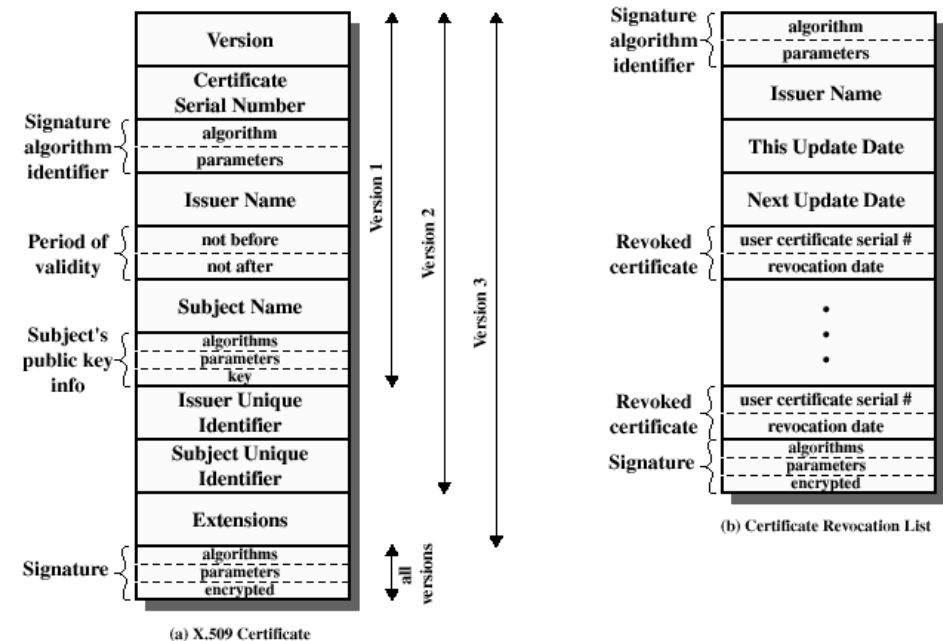 Version
Certificate
Serial Number
Signature
algorithm
identifier
algorithm
parameters
Issuer Name
Period of
validity
not before
not after
Subject Name
Subject's
public key
info
algorithms
parameters
key
Issuer Unique
Identifier
Subject Unique
Identifier
Extensions
Signature
algorithms
parameters
encrypted
Version 1
Version 2
Version 3
all
versions
(a) X.509 Certificate
Signature
algorithm
identifier
algorithm
parameters
Issuer Name
This Update Date
Next Update Date
Revoked
certificate
user certificate serial #
revocation date
Revoked
certificate
user certificate serial #
revocation date
Signature
algorithms
parameters
encrypted
(b) Certificate Revocation List